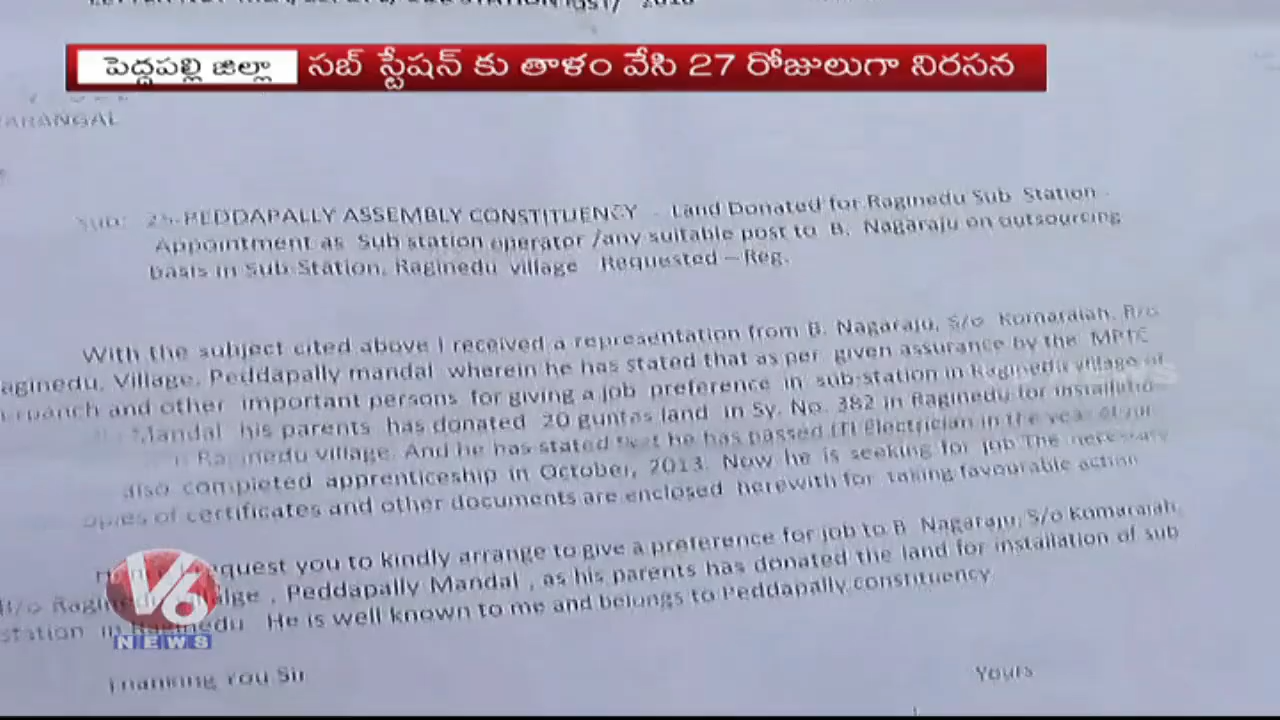 పెద్దపల్లి జిల్లా సబ్ స్టేషన్ కు తాళం వేసి 27 రోజులుగా నిరసన
ARANGAL
Sub: 25-PEDDAPALLY ASSEMBLY CONSTITUENCY - Land Donated for Raginedu Sub Station -
Appointment as Sub station operator /any suitable post to B. Nagaraju on outsourcing
basis in Sub-Station, Raginedu village Requested – Reg.
With the subject cited above I received a representation from B. Nagaraju, S/o Komaraiah, R/o
aginedu, Village, Peddapally mandal wherein he has stated that as per given assurance by the MPTC
erpanch and other important persons for giving a job preference in sub-station in Raginedu village of
Mandal his parents has donated 20 guntas land in Sy. No. 382 in Raginedu for installatio
Raginedu village. And he has stated that he has passed ITI Electrician in the year of
also completed apprenticeship in October, 2013. Now he is seeking for job The necessary
opies of certificates and other documents are enclosed herewith for taking favourable action
quest you to kindly arrange to give a preference for job to B Nagaraju, S/o Komaraiah,
R/o Raginedu , Peddapally Mandal , as his parents has donated the land for installation of sub
station in Raginedu He is well known to me and belongs to Peddapally constituency
V6
NEWS
Thanking You Sir
Yours